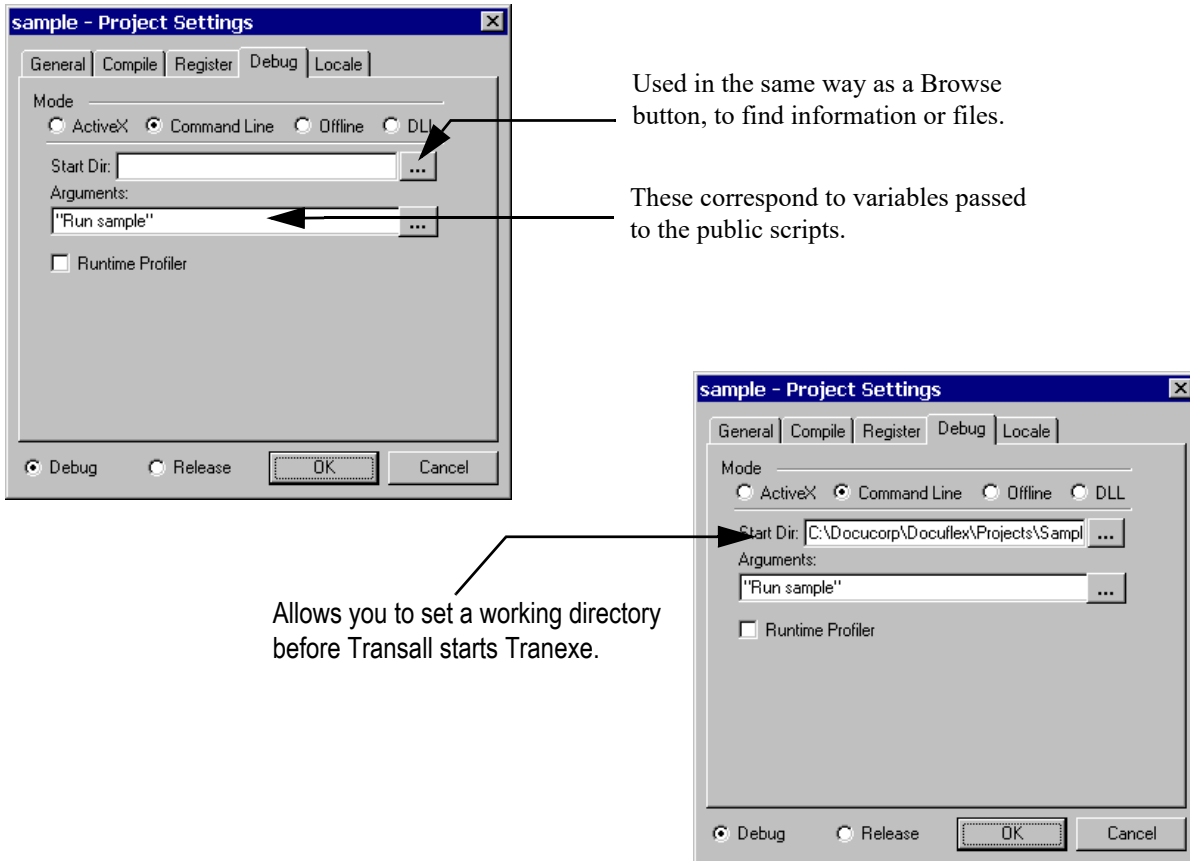 sample - Project Settings
General Compile Register Debug Locale
Mode
ActiveX Command Line Offline DLL
Start Dir: ...
Arguments:
"Run sample" ...
Runtime Profiler
Debug Release OK Cancel
Used in the same way as a Browse
button, to find information or files.
These correspond to variables passed
to the public scripts.
sample - Project Settings
General Compile Register Debug Locale
Mode
ActiveX Command Line Offline DLL
Start Dir: C:\Docucorp\Docuflex\Projects\Sampl ...
Arguments:
"Run sample" ...
Runtime Profiler
Debug Release OK Cancel
Allows you to set a working directory
before Transall starts Tranexe.